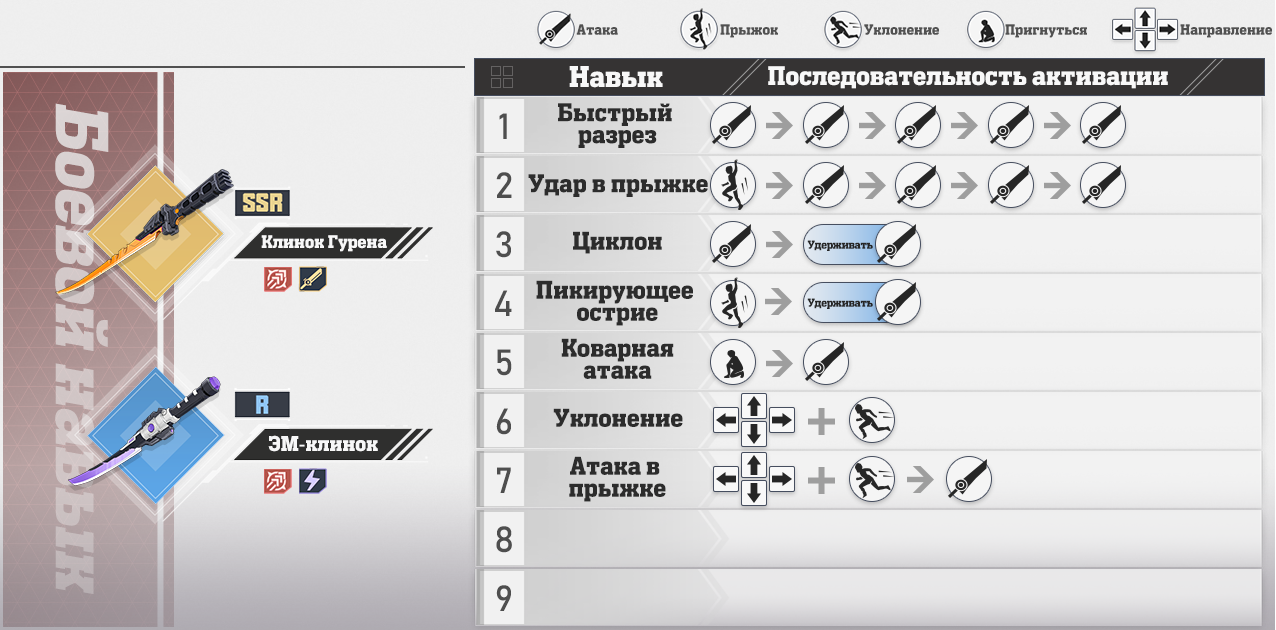 Атака
Прыжок
Уклонение
Пригнуться
Направление
Навык
Последовательность активации
Боевой навык
SSR
Клинок Гурена
R
ЭМ-клинок
1
Быстрый
разрез
2
Удар в прыжке
3
Циклон
Удерживать
4
Пикирующее
острие
Удерживать
5
Коварная
атака
6
Уклонение
7
Атака в
прыжке
8
9